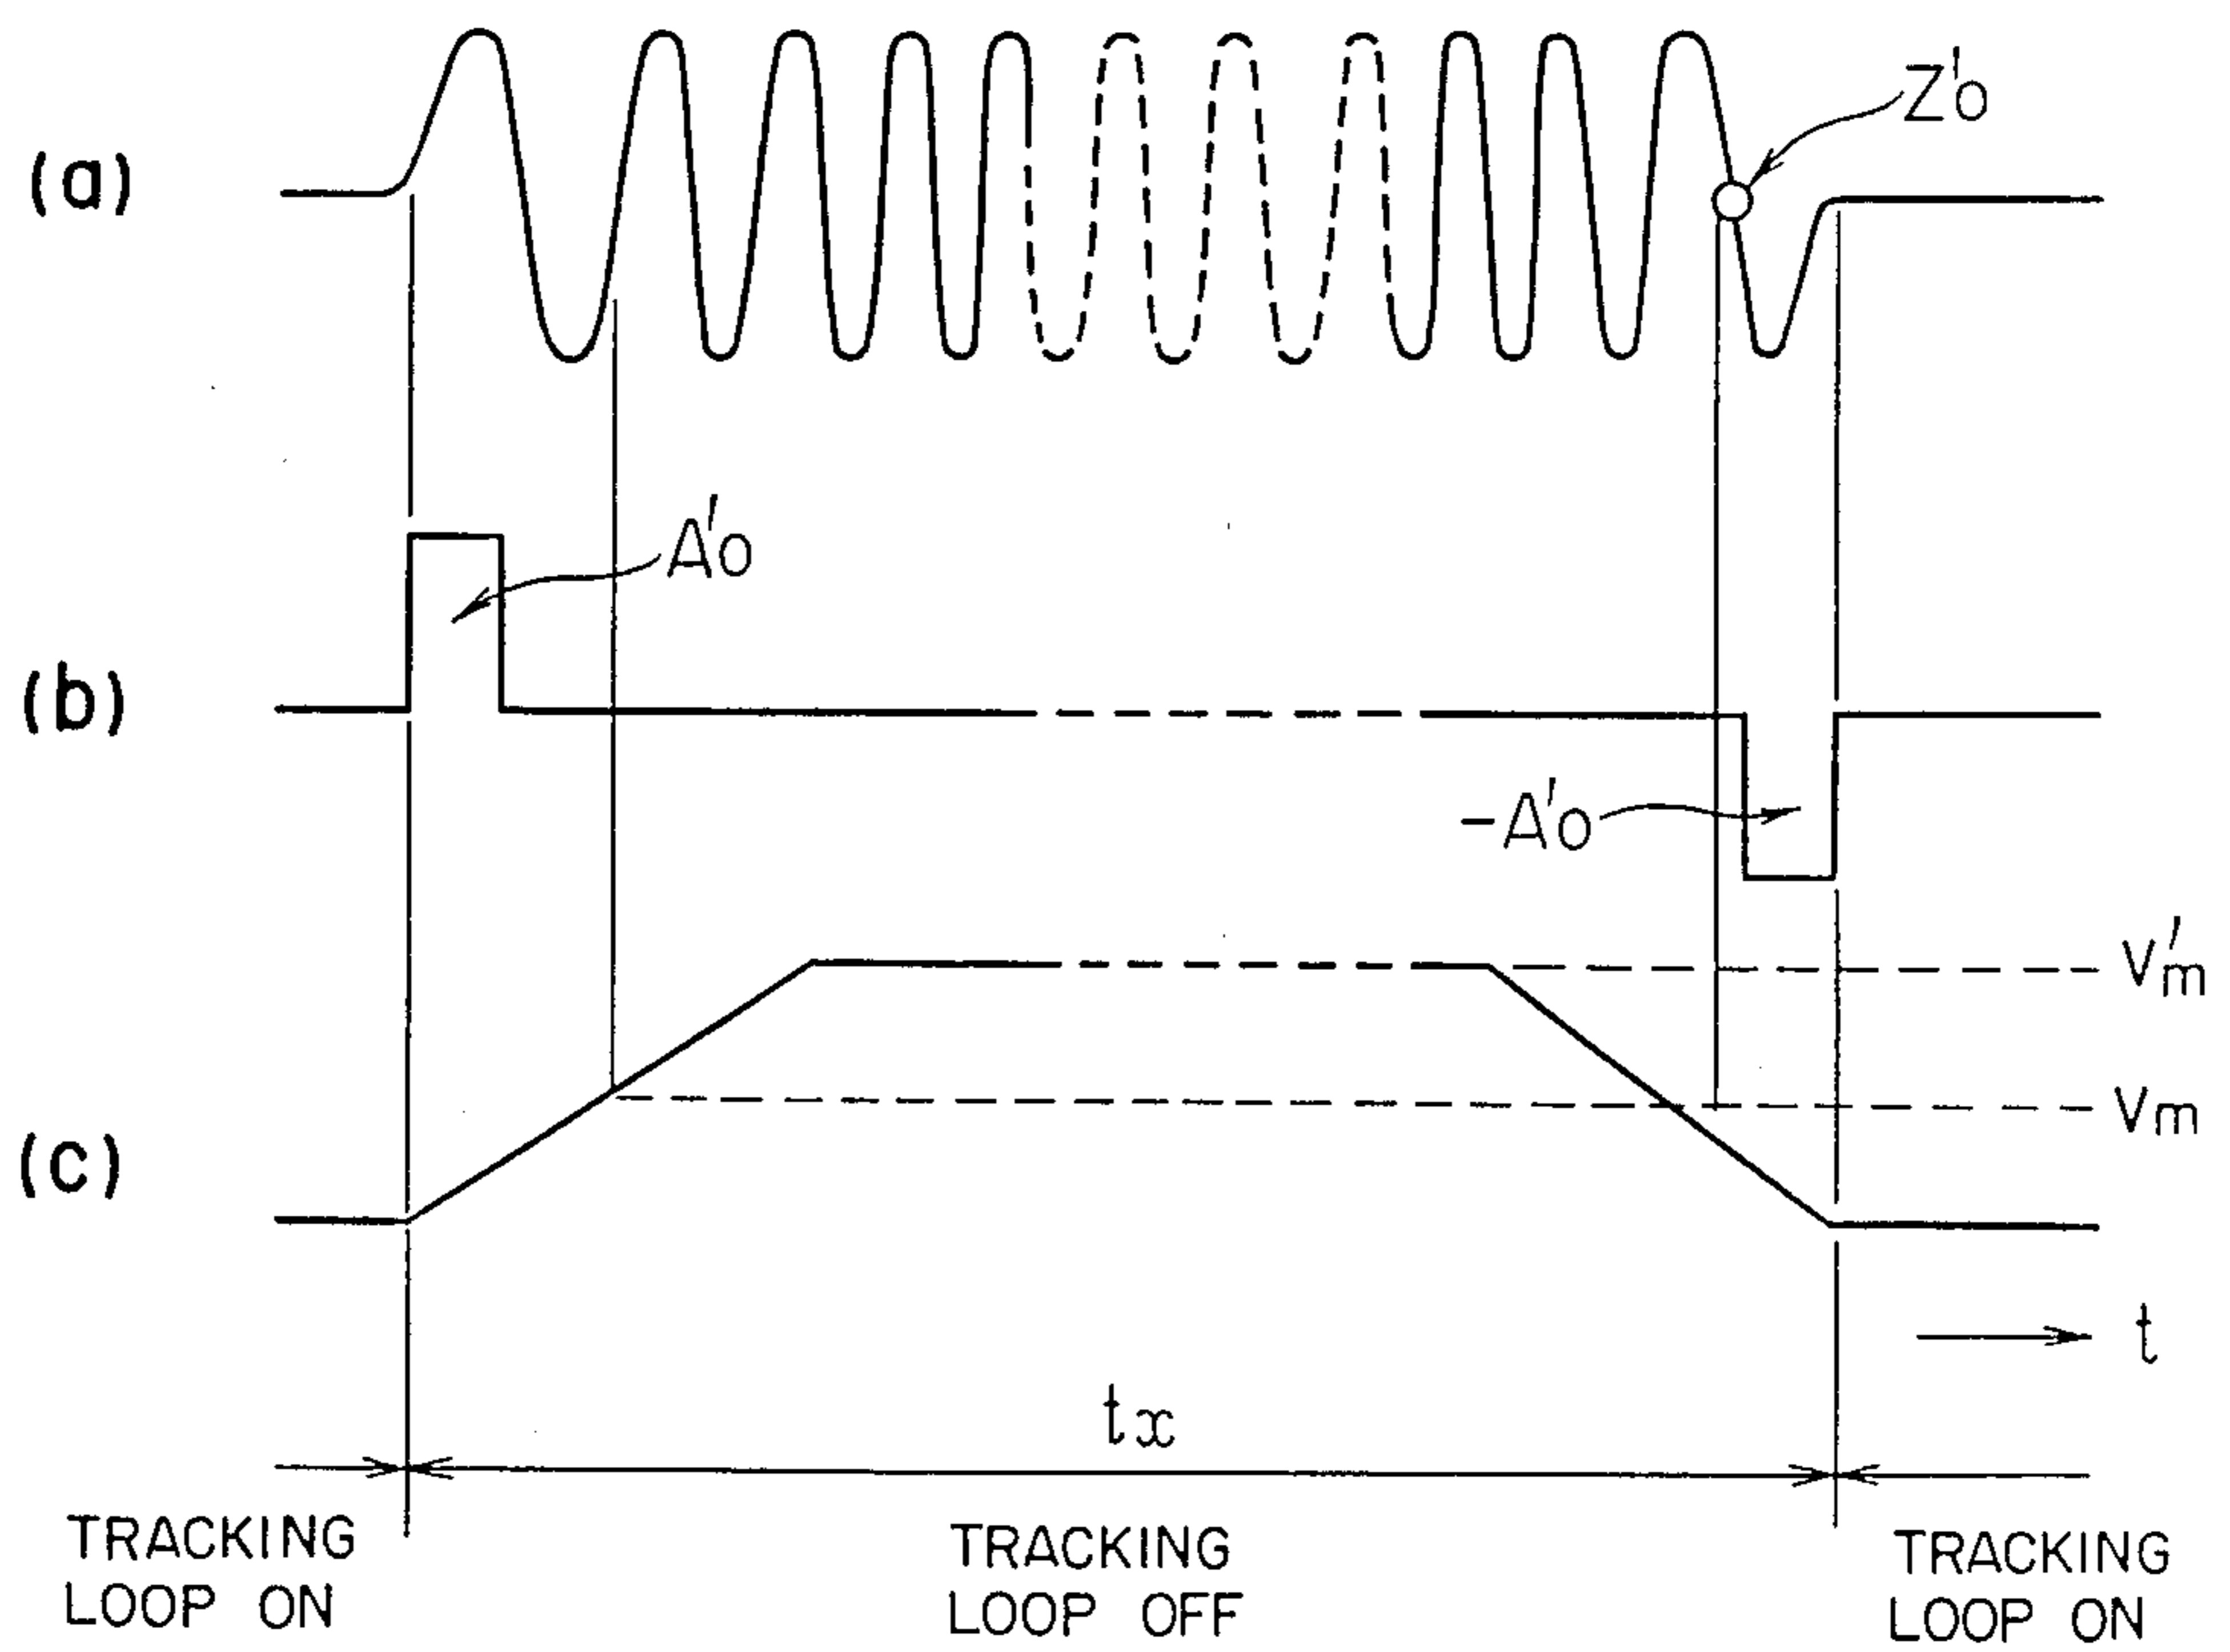 (a)
Z'o
A'o
(b)
-A'o
V'm
Vm
(c)
t
tx
TRACKING
LOOP ON
TRACKING
LOOP OFF
TRACKING
LOOP ON